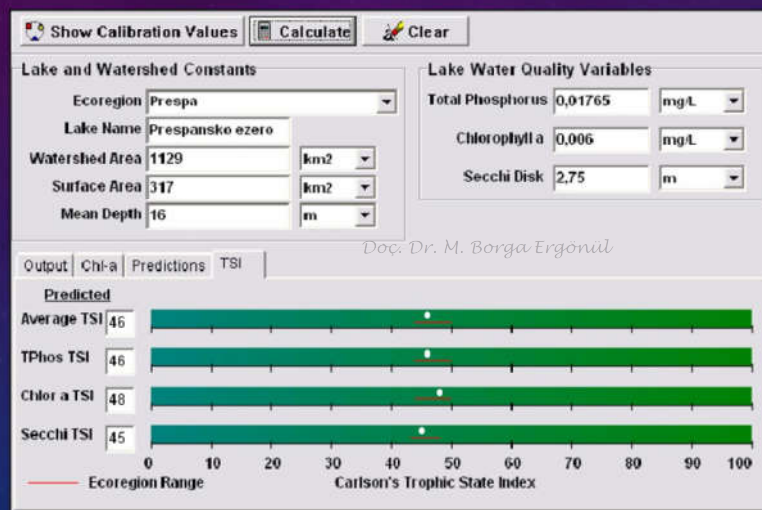 Show Calibration Values Calculate Clear
Lake and Watershed Constants
Ecoregion Prespa
Lake Name Prespansko ezero
Watershed Area 1129 km2
Surface Area 317 km2
Mean Depth 16 m
Lake Water Quality Variables
Total Phosphorus 0,01765 mg/L
Chlorophyll a 0,006 mg/L
Secchi Disk 2,75 m
Doç. Dr. M. Borga Ergönül
Output Chl-a Predictions TSI
Predicted
Average TSI 46
TPhos TSI 46
Chlor a TSI 48
Secchi TSI 45
0 10 20 30 40 50 60 70 80 90 100
Ecoregion Range Carlson's Trophic State Index